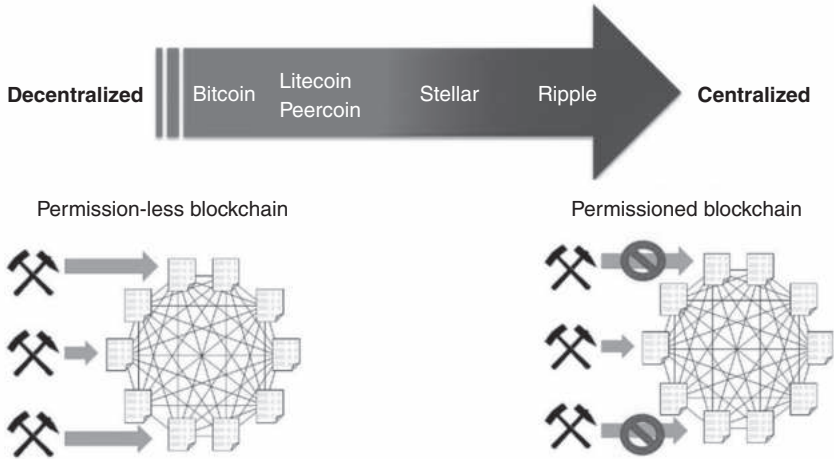 Decentralized
Bitcoin
Litecoin
Peercoin
Stellar
Ripple
Centralized
Permission-less blockchain
Permissioned blockchain